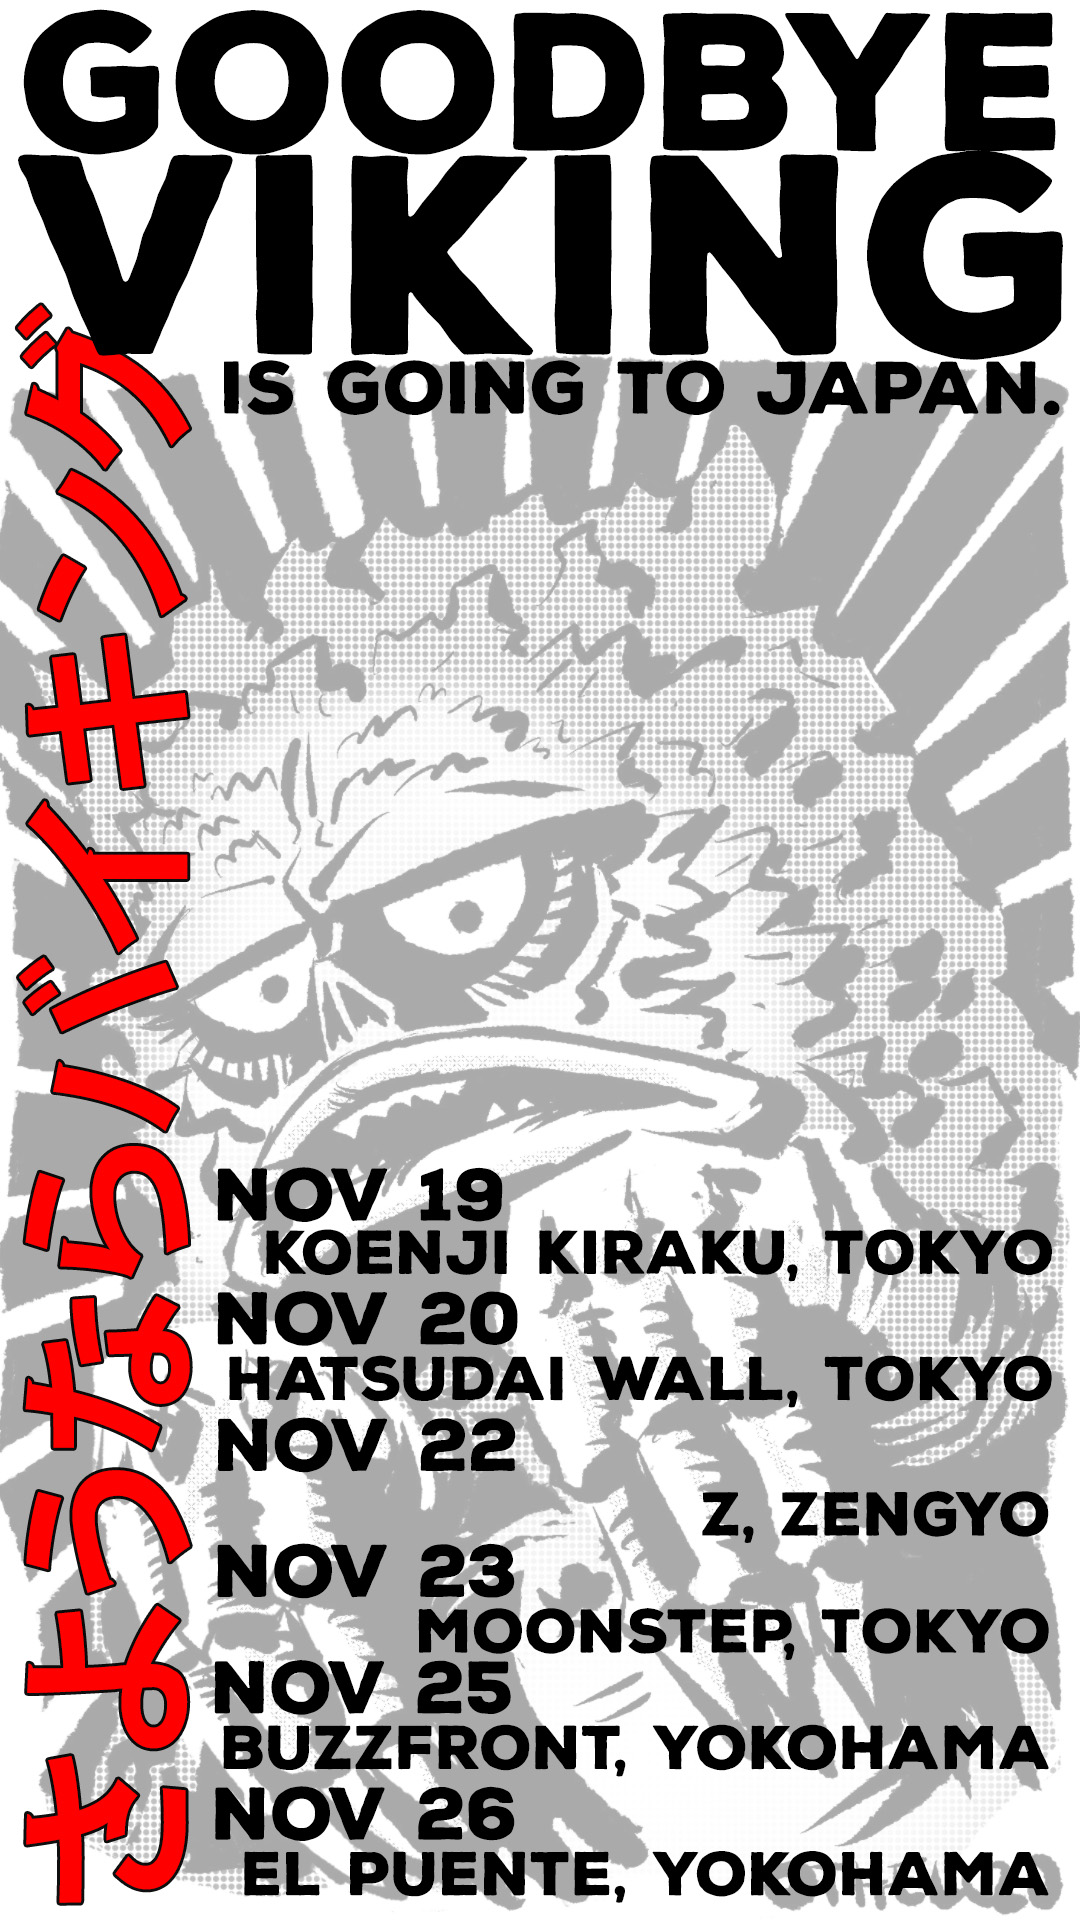 GOODBYE
VIKING
IS GOING TO JAPAN.
さようならバイキング
NOV 19
KOENJI KIRAKU, TOKYO
NOV 20
HATSUDAI WALL, TOKYO
NOV 22
Z, ZENGYO
NOV 23
MOONSTEP, TOKYO
NOV 25
BUZZFRONT, YOKOHAMA
NOV 26
EL PUENTE, YOKOHAMA